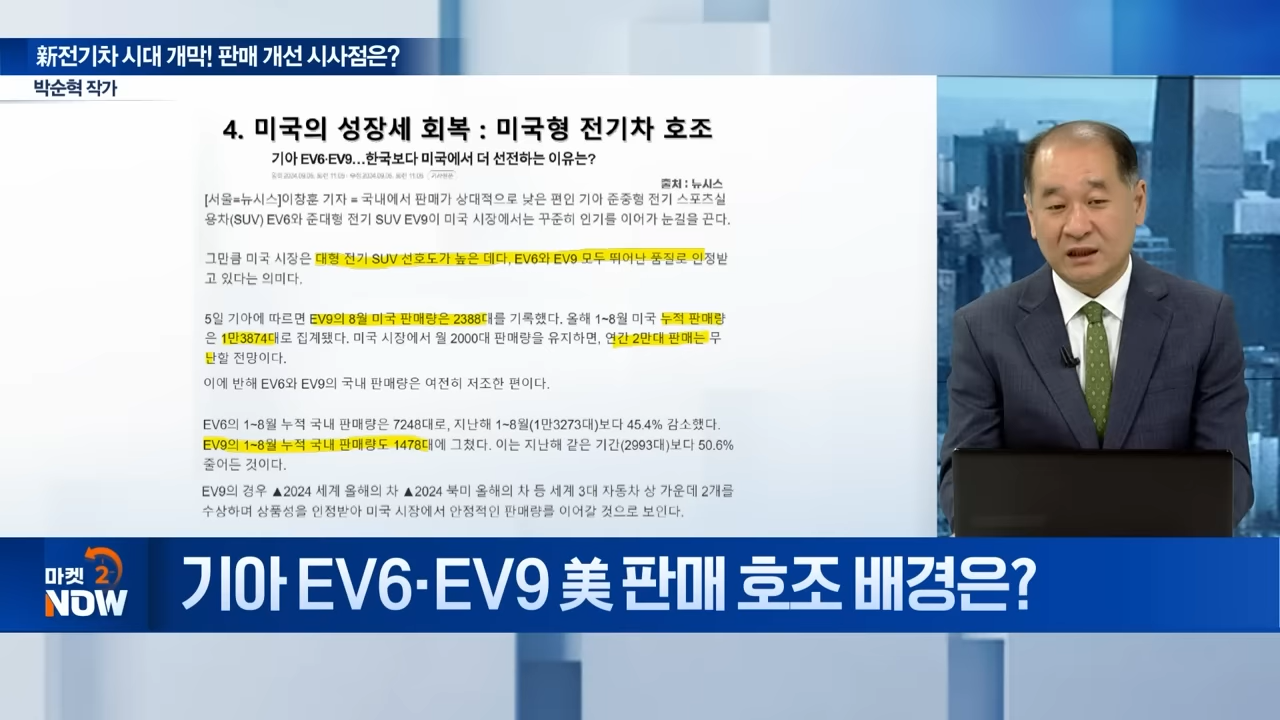 新전기차 시대 개막! 판매 개선 시사점은?
박순혁 작가
4. 미국의 성장세 회복 : 미국형 전기차 호조
기아 EV6·EV9…한국보다 미국에서 더 선전하는 이유는?
출처 : 뉴시스
[서울=뉴시스]이창훈 기자 = 국내에서 판매가 상대적으로 낮은 편인 기아 준중형 전기 스포츠실
용차(SUV) EV6와 준대형 전기 SUV EV9이 미국 시장에서는 꾸준히 인기를 이어가 눈길을 끈다.
그만큼 미국 시장은 대형 전기 SUV 선호도가 높은 데다, EV6와 EV9 모두 뛰어난 품질로 인정받
고 있다는 의미다.
5일 기아에 따르면 EV9의 8월 미국 판매량은 2388대를 기록했다. 올해 1~8월 미국 누적 판매량
은 1만3874대로 집계됐다. 미국 시장에서 월 2000대 판매량을 유지하면, 연간 2만대 판매는 무
난할 전망이다.
이에 반해 EV6와 EV9의 국내 판매량은 여전히 저조한 편이다.
EV6의 1~8월 누적 국내 판매량은 7248대로, 지난해 1~8월(1만3273대)보다 45.4% 감소했다.
EV9의 1~8월 누적 국내 판매량도 1478대에 그쳤다. 이는 지난해 같은 기간(2993대)보다 50.6%
줄어든 것이다.
EV9의 경우 ▲2024 세계 올해의 차 ▲2024 북미 올해의 차 등 세계 3대 자동차 상 가운데 2개를
수상하며 상품성을 인정받아 미국 시장에서 안정적인 판매량를 이어갈 것으로 보인다.
마켓 2
NOW
기아 EV6·EV9 美 판매 호조 배경은?